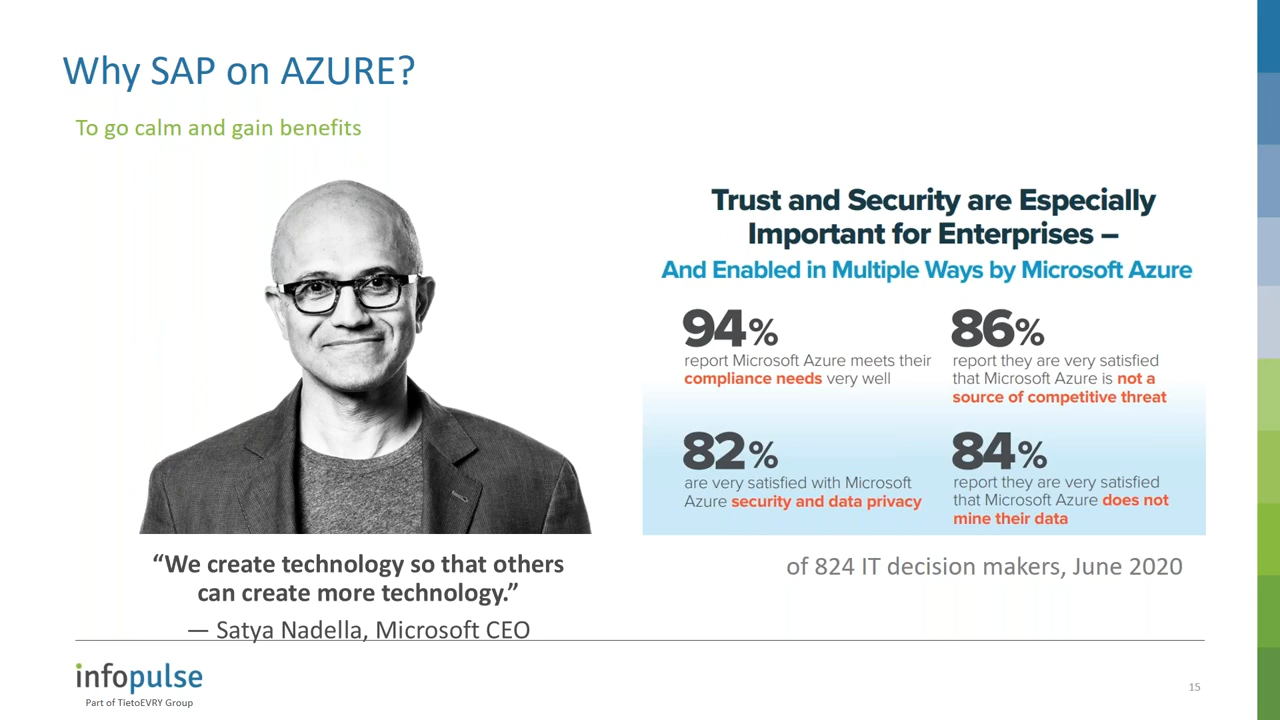 Why SAP on AZURE?
To go calm and gain benefits
“We create technology so that others
can create more technology.”
— Satya Nadella, Microsoft CEO
Trust and Security are Especially
Important for Enterprises –
And Enabled in Multiple Ways by Microsoft Azure
94%
report Microsoft Azure meets their
compliance needs very well
86%
report they are very satisfied
that Microsoft Azure is not a
source of competitive threat
82%
are very satisfied with Microsoft
Azure security and data privacy
84%
report they are very satisfied
that Microsoft Azure does not
mine their data
of 824 IT decision makers, June 2020
infopulse
Part of TietoEVRY Group
15